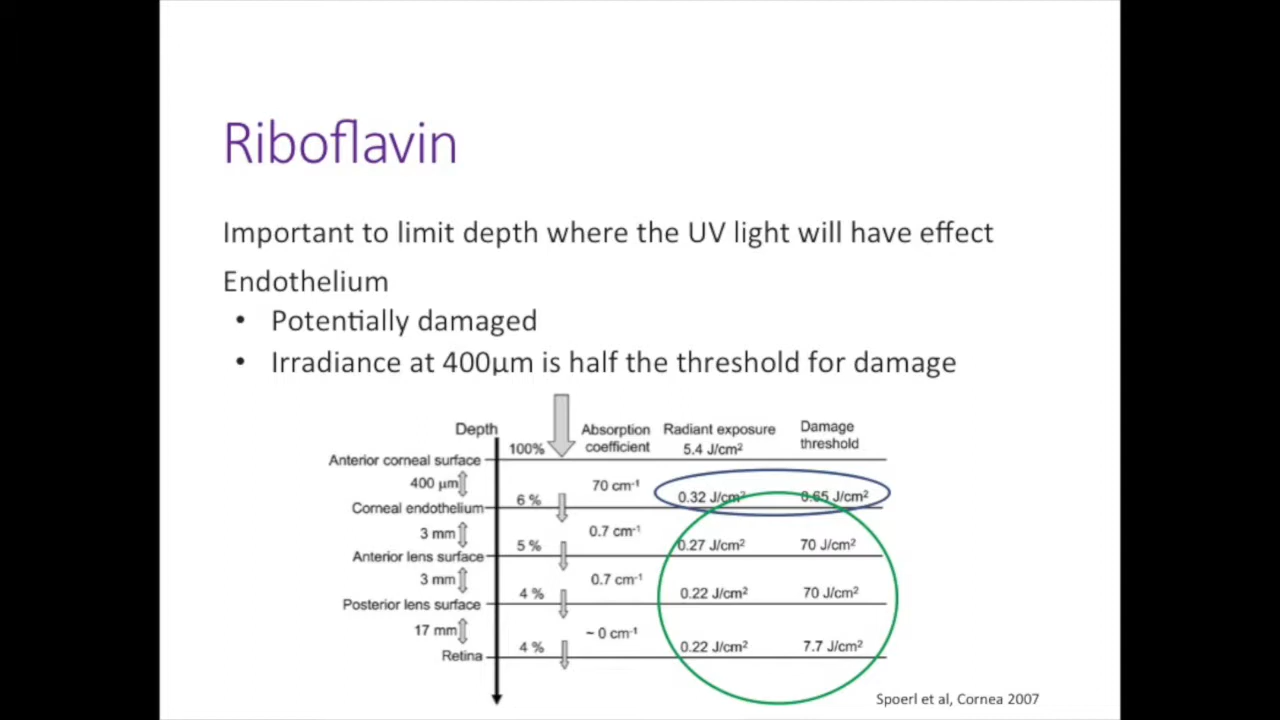 Riboflavin
Important to limit depth where the UV light will have effect
Endothelium
• Potentially damaged
• Irradiance at 400µm is half the threshold for damage
Depth
100%
Absorption coefficient
Radiant exposure
5.4 J/cm²
Damage threshold
Anterior corneal surface
400 µm
70 cm⁻¹
6 %
0.32 J/cm²
0.65 J/cm²
Corneal endothelium
3 mm
0.7 cm⁻¹
5 %
0.27 J/cm²
70 J/cm²
Anterior lens surface
3 mm
0.7 cm⁻¹
4 %
0.22 J/cm²
70 J/cm²
Posterior lens surface
17 mm
~ 0 cm⁻¹
4 %
0.22 J/cm²
7.7 J/cm²
Retina
Spoerl et al, Cornea 2007